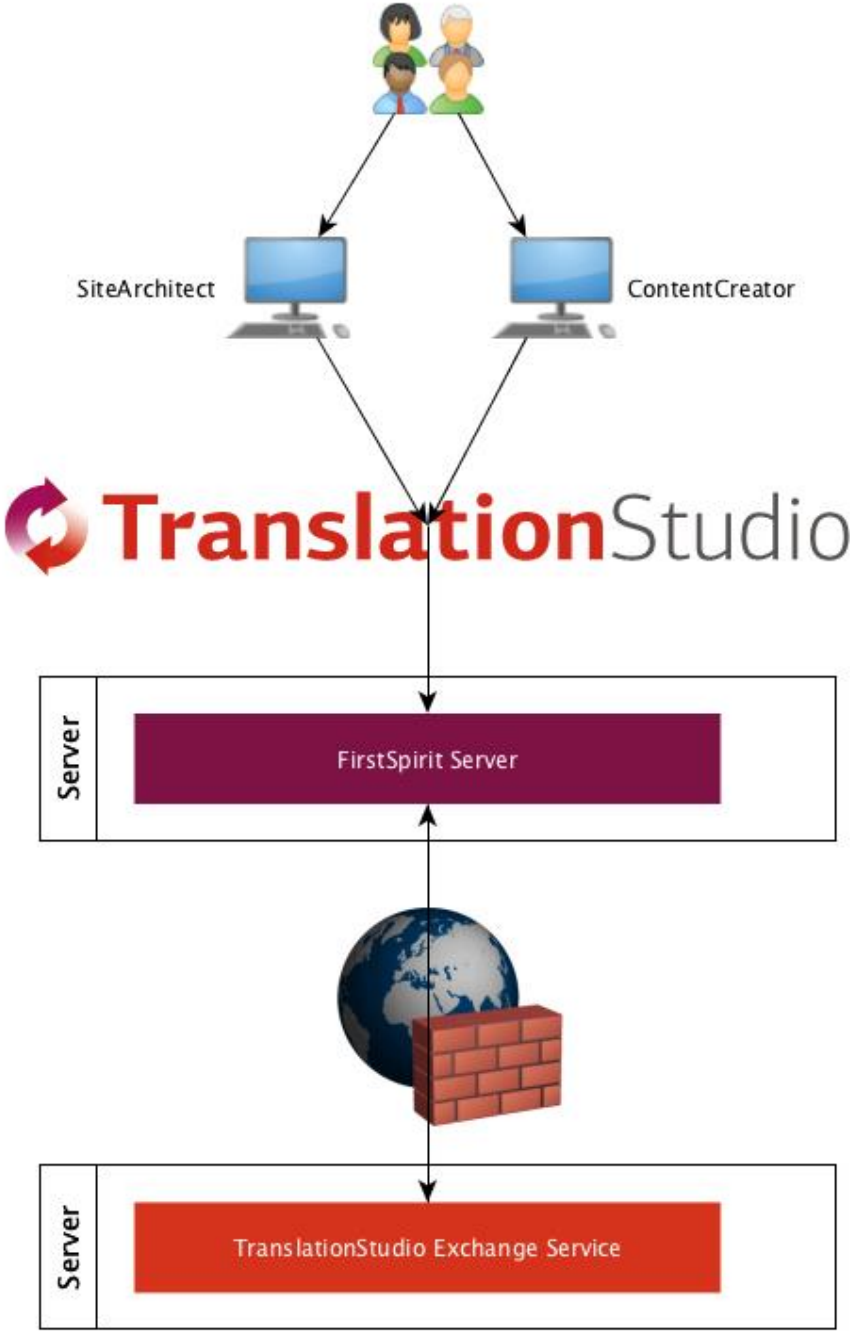 SiteArchitect
ContentCreator
TranslationStudio
Server
FirstSpirit Server
Server
TranslationStudio Exchange Service